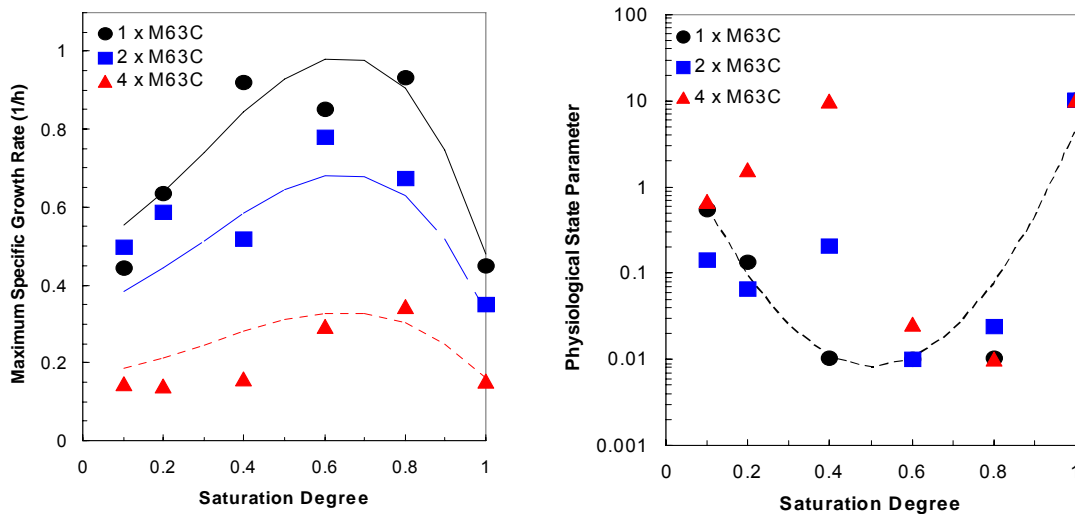 1
0.8
0.6
0.4
0.2
0
Maximum Specific Growth Rate (1/h)
1 x M63C
2 x M63C
4 x M63C
0
0.2
0.4
0.6
0.8
1
Saturation Degree
100
10
1
0.1
0.01
0.001
Physiological State Parameter
1 x M63C
2 x M63C
4 x M63C
0
0.2
0.4
0.6
0.8
1
Saturation Degree